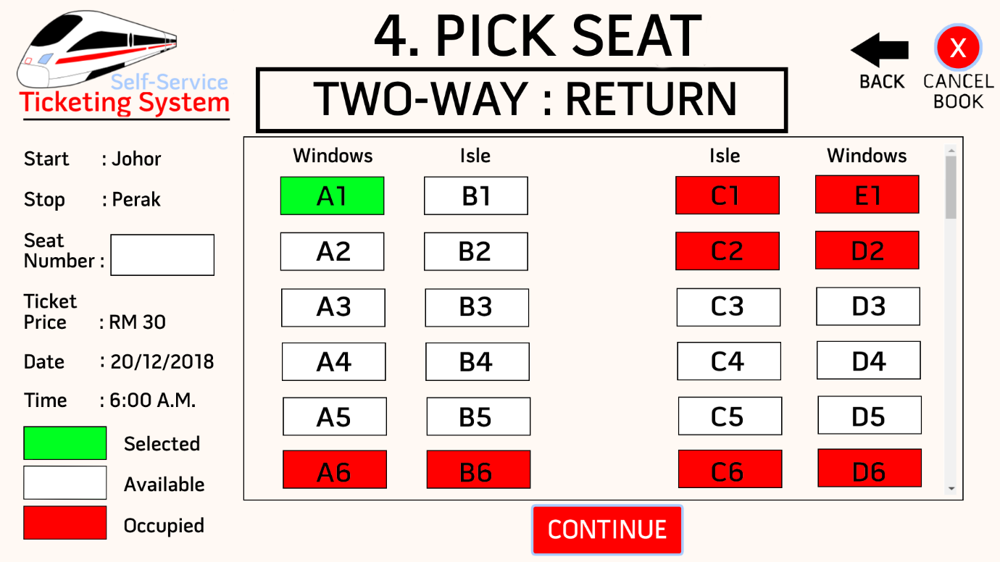 4. PICK SEAT
TWO-WAY : RETURN
BACK
X
CANCEL
BOOK
Self-Service
Ticketing System
Start : Johor
Stop : Perak
Seat
Number :
Ticket
Price : RM 30
Date : 20/12/2018
Time : 6:00 A.M.
Selected
Available
Occupied
Windows Isle Isle Windows
A1 B1 C1 E1
A2 B2 C2 D2
A3 B3 C3 D3
A4 B4 C4 D4
A5 B5 C5 D5
A6 B6 C6 D6
CONTINUE